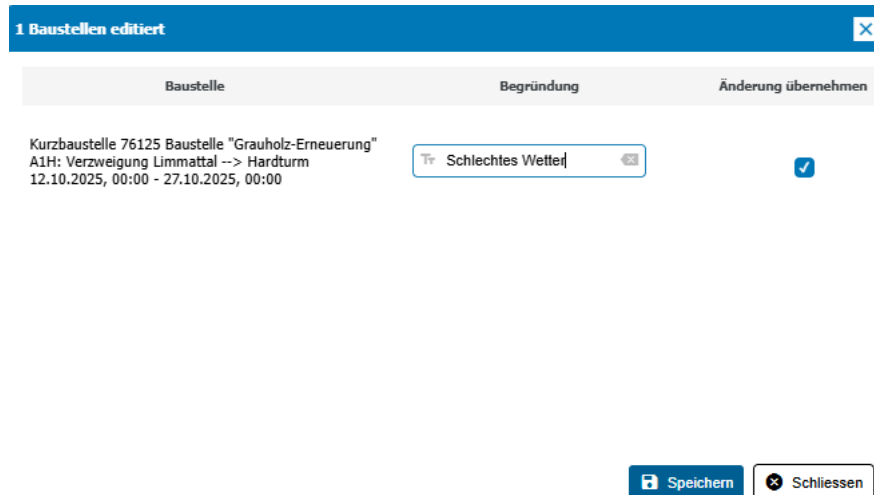 1 Baustellen editiert
Baustelle Begründung Änderung übernehmen
Kurzbaustelle 76125 Baustelle "Grauholz-Erneuerung"
A1H: Verzweigung Limmattal --> Hardturm
12.10.2025, 00:00 - 27.10.2025, 00:00
Tт Schlechtes Wetter
Speichern Schliessen